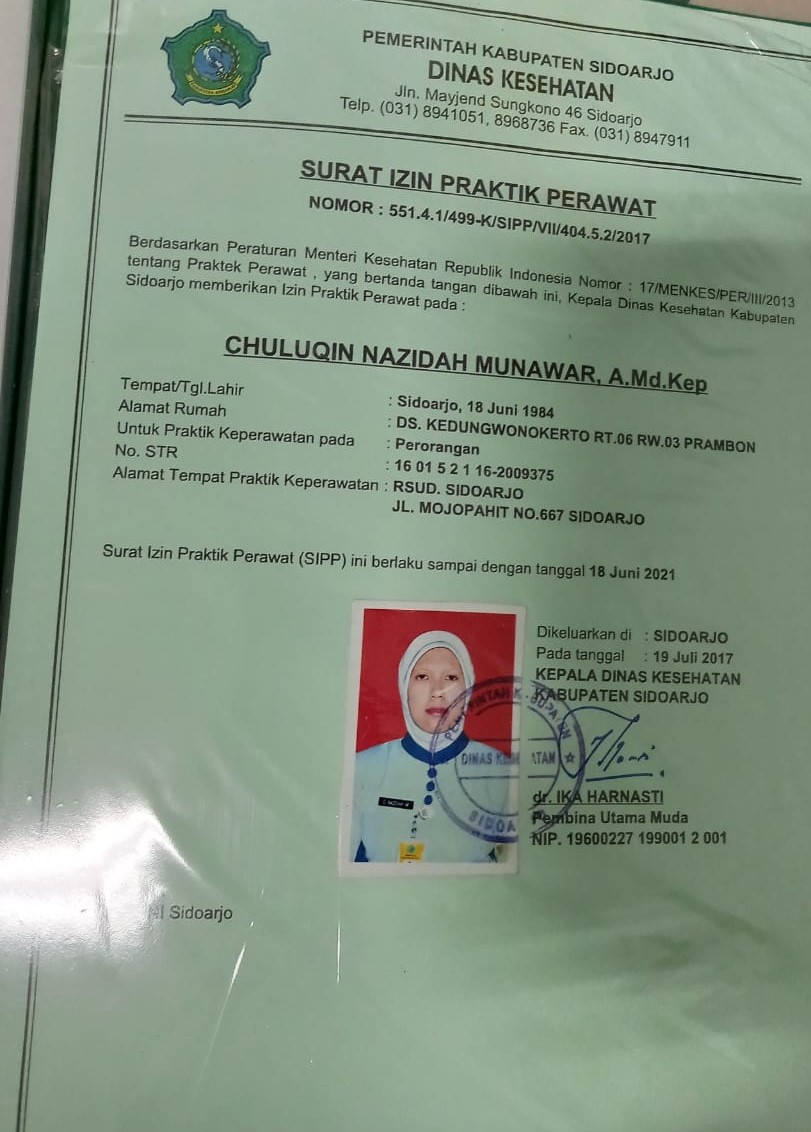 PEMERINTAH KABUPATEN SIDOARJO
DINAS KESEHATAN
Jln. Mayjend Sungkono 46 Sidoarjo
Telp. (031) 8941051, 8968736 Fax. (031) 8947911
SURAT IZIN PRAKTIK PERAWAT
NOMOR : 551.4.1/499-K/SIPP/VII/404.5.2/2017
Berdasarkan Peraturan Menteri Kesehatan Republik Indonesia Nomor : 17/MENKES/PER/III/2013
tentang Praktek Perawat , yang bertanda tangan dibawah ini, Kepala Dinas Kesehatan Kabupaten
Sidoarjo memberikan Izin Praktik Perawat pada :
CHULUQIN NAZIDAH MUNAWAR, A.Md.Kep
Tempat/Tgl.Lahir : Sidoarjo, 18 Juni 1984
Alamat Rumah : DS. KEDUNGWONOKERTO RT.06 RW.03 PRAMBON
Untuk Praktik Keperawatan pada : Perorangan
No. STR : 16 01 5 2 1 16-2009375
Alamat Tempat Praktik Keperawatan : RSUD. SIDOARJO
JL. MOJOPAHIT NO.667 SIDOARJO
Surat Izin Praktik Perawat (SIPP) ini berlaku sampai dengan tanggal 18 Juni 2021
Dikeluarkan di : SIDOARJO
Pada tanggal : 19 Juli 2017
KEPALA DINAS KESEHATAN
KABUPATEN SIDOARJO
dr. IKA HARNASTI
Pembina Utama Muda
NIP. 19600227 199001 2 001
Sidoarjo